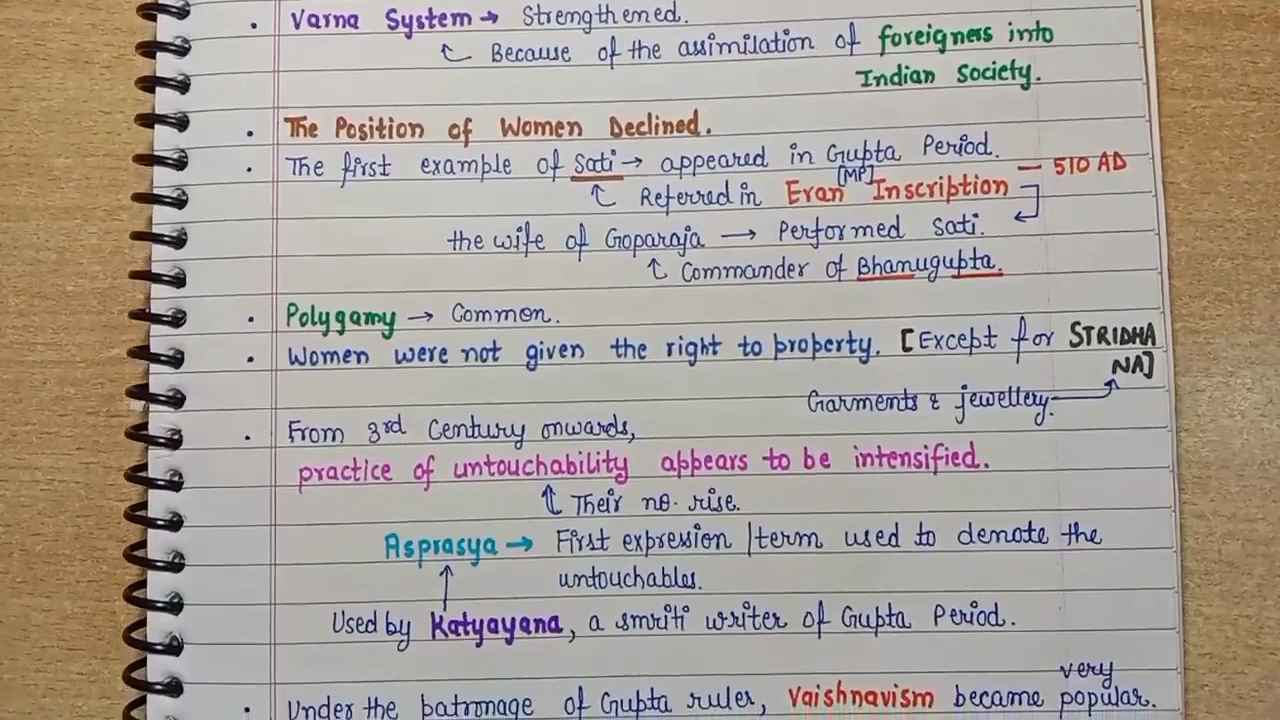 • Varna System → Strengthened.
Because of the assimilation of foreigners into
Indian Society.
• The Position of Women Declined.
• The first example of Sati → appeared in Gupta Period.
Referred in Eran [MP] Inscription — 510 AD
the wife of Goparaja → Performed Sati.
Commander of Bhanugupta.
• Polygamy → Common.
• Women were not given the right to property. [Except for STRIDHA
NA]
Garments & jewellery.
• From 3rd Century onwards,
practice of untouchability appears to be intensified.
Their no. rise.
Asprasya → First expression/term used to denote the
untouchables.
Used by Katyayana, a smriti writer of Gupta Period.
• Under the patronage of Gupta ruler, Vaishnavism became very popular.